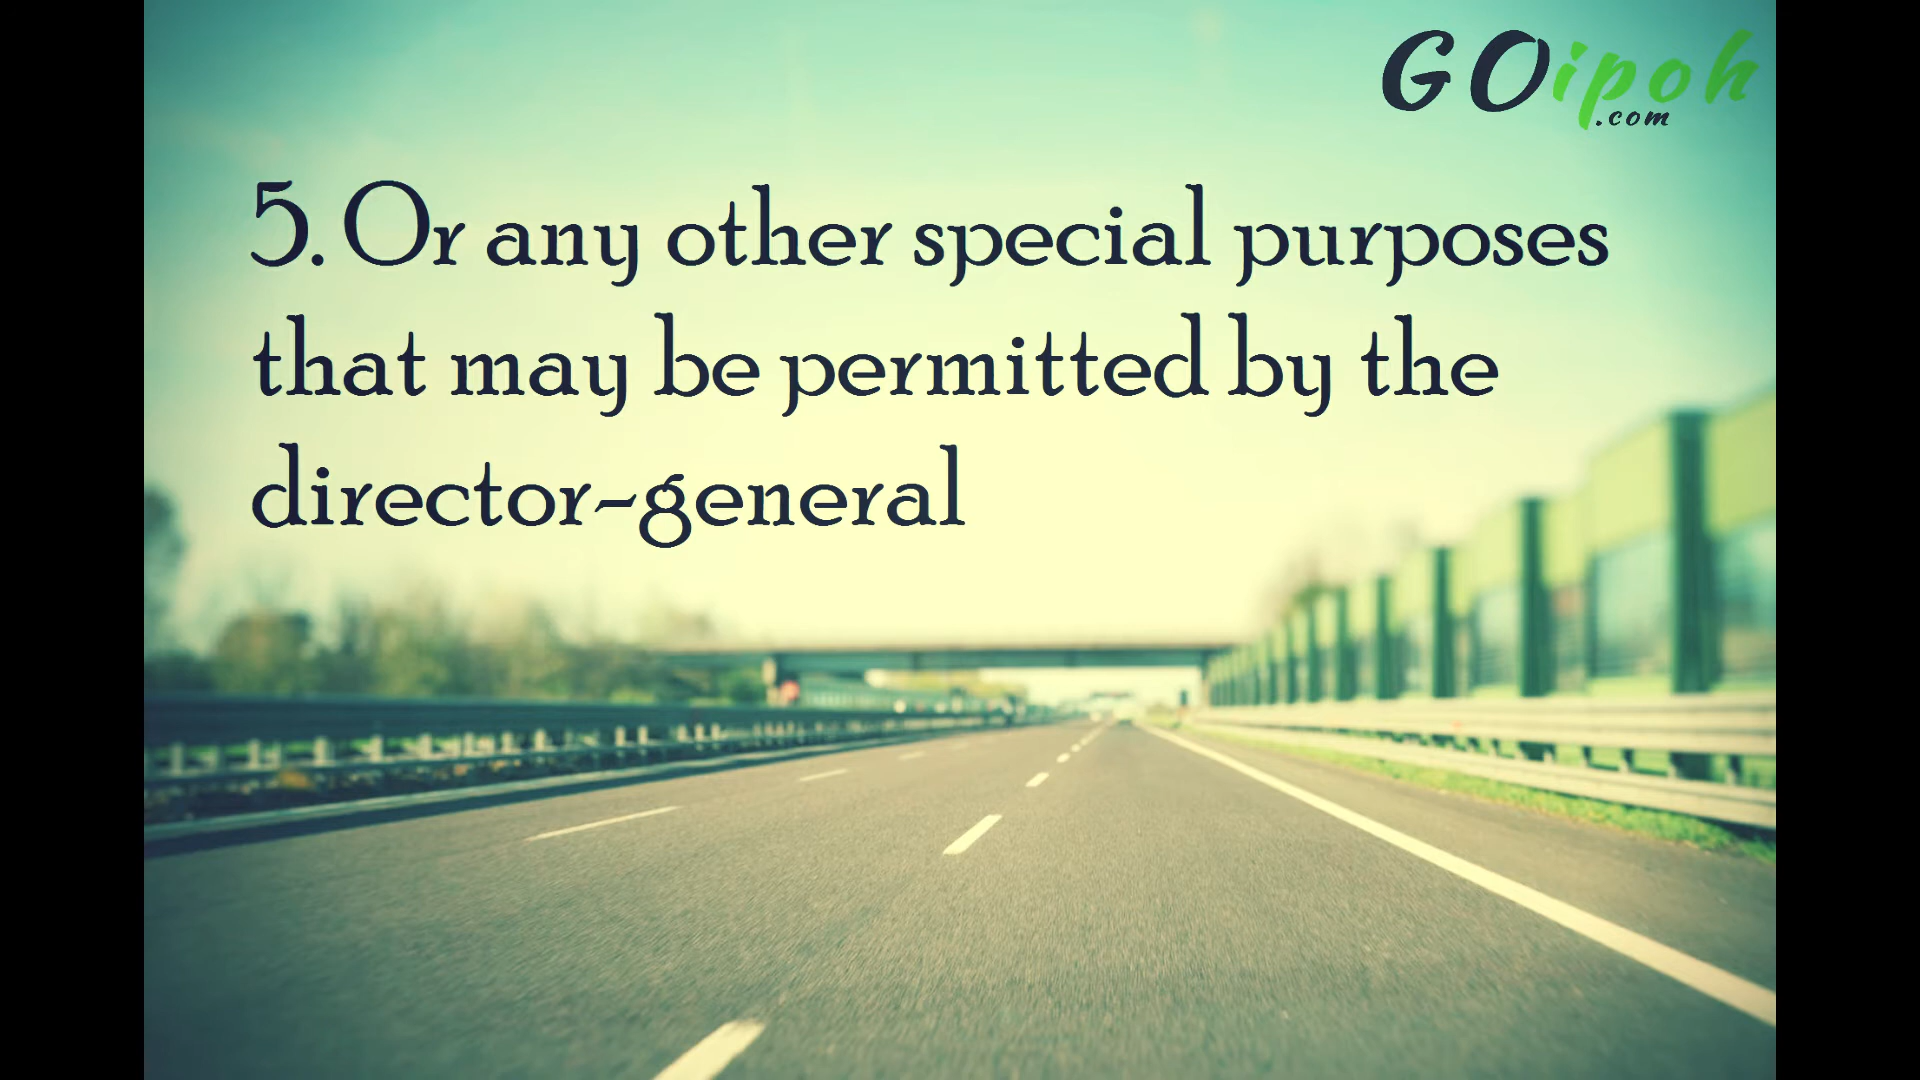 GOipoh
.com
5. Or any other special purposes
that may be permitted by the
director-general